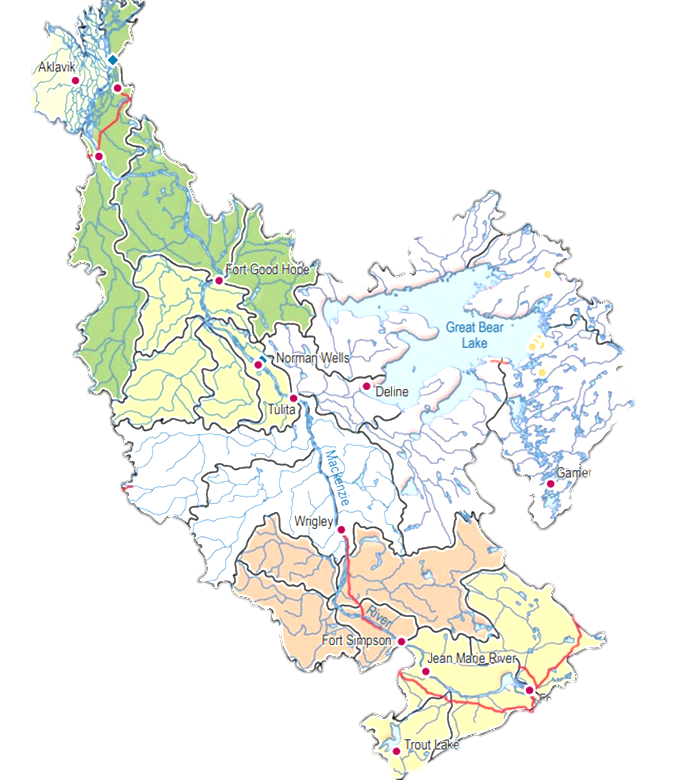 Aklavik
Fort Good Hope
Great Bear
Lake
Norman Wells
Deline
Tulita
Mackenzie
Wrigley
River
Fort Simpson
Jean Marie River
Trout Lake